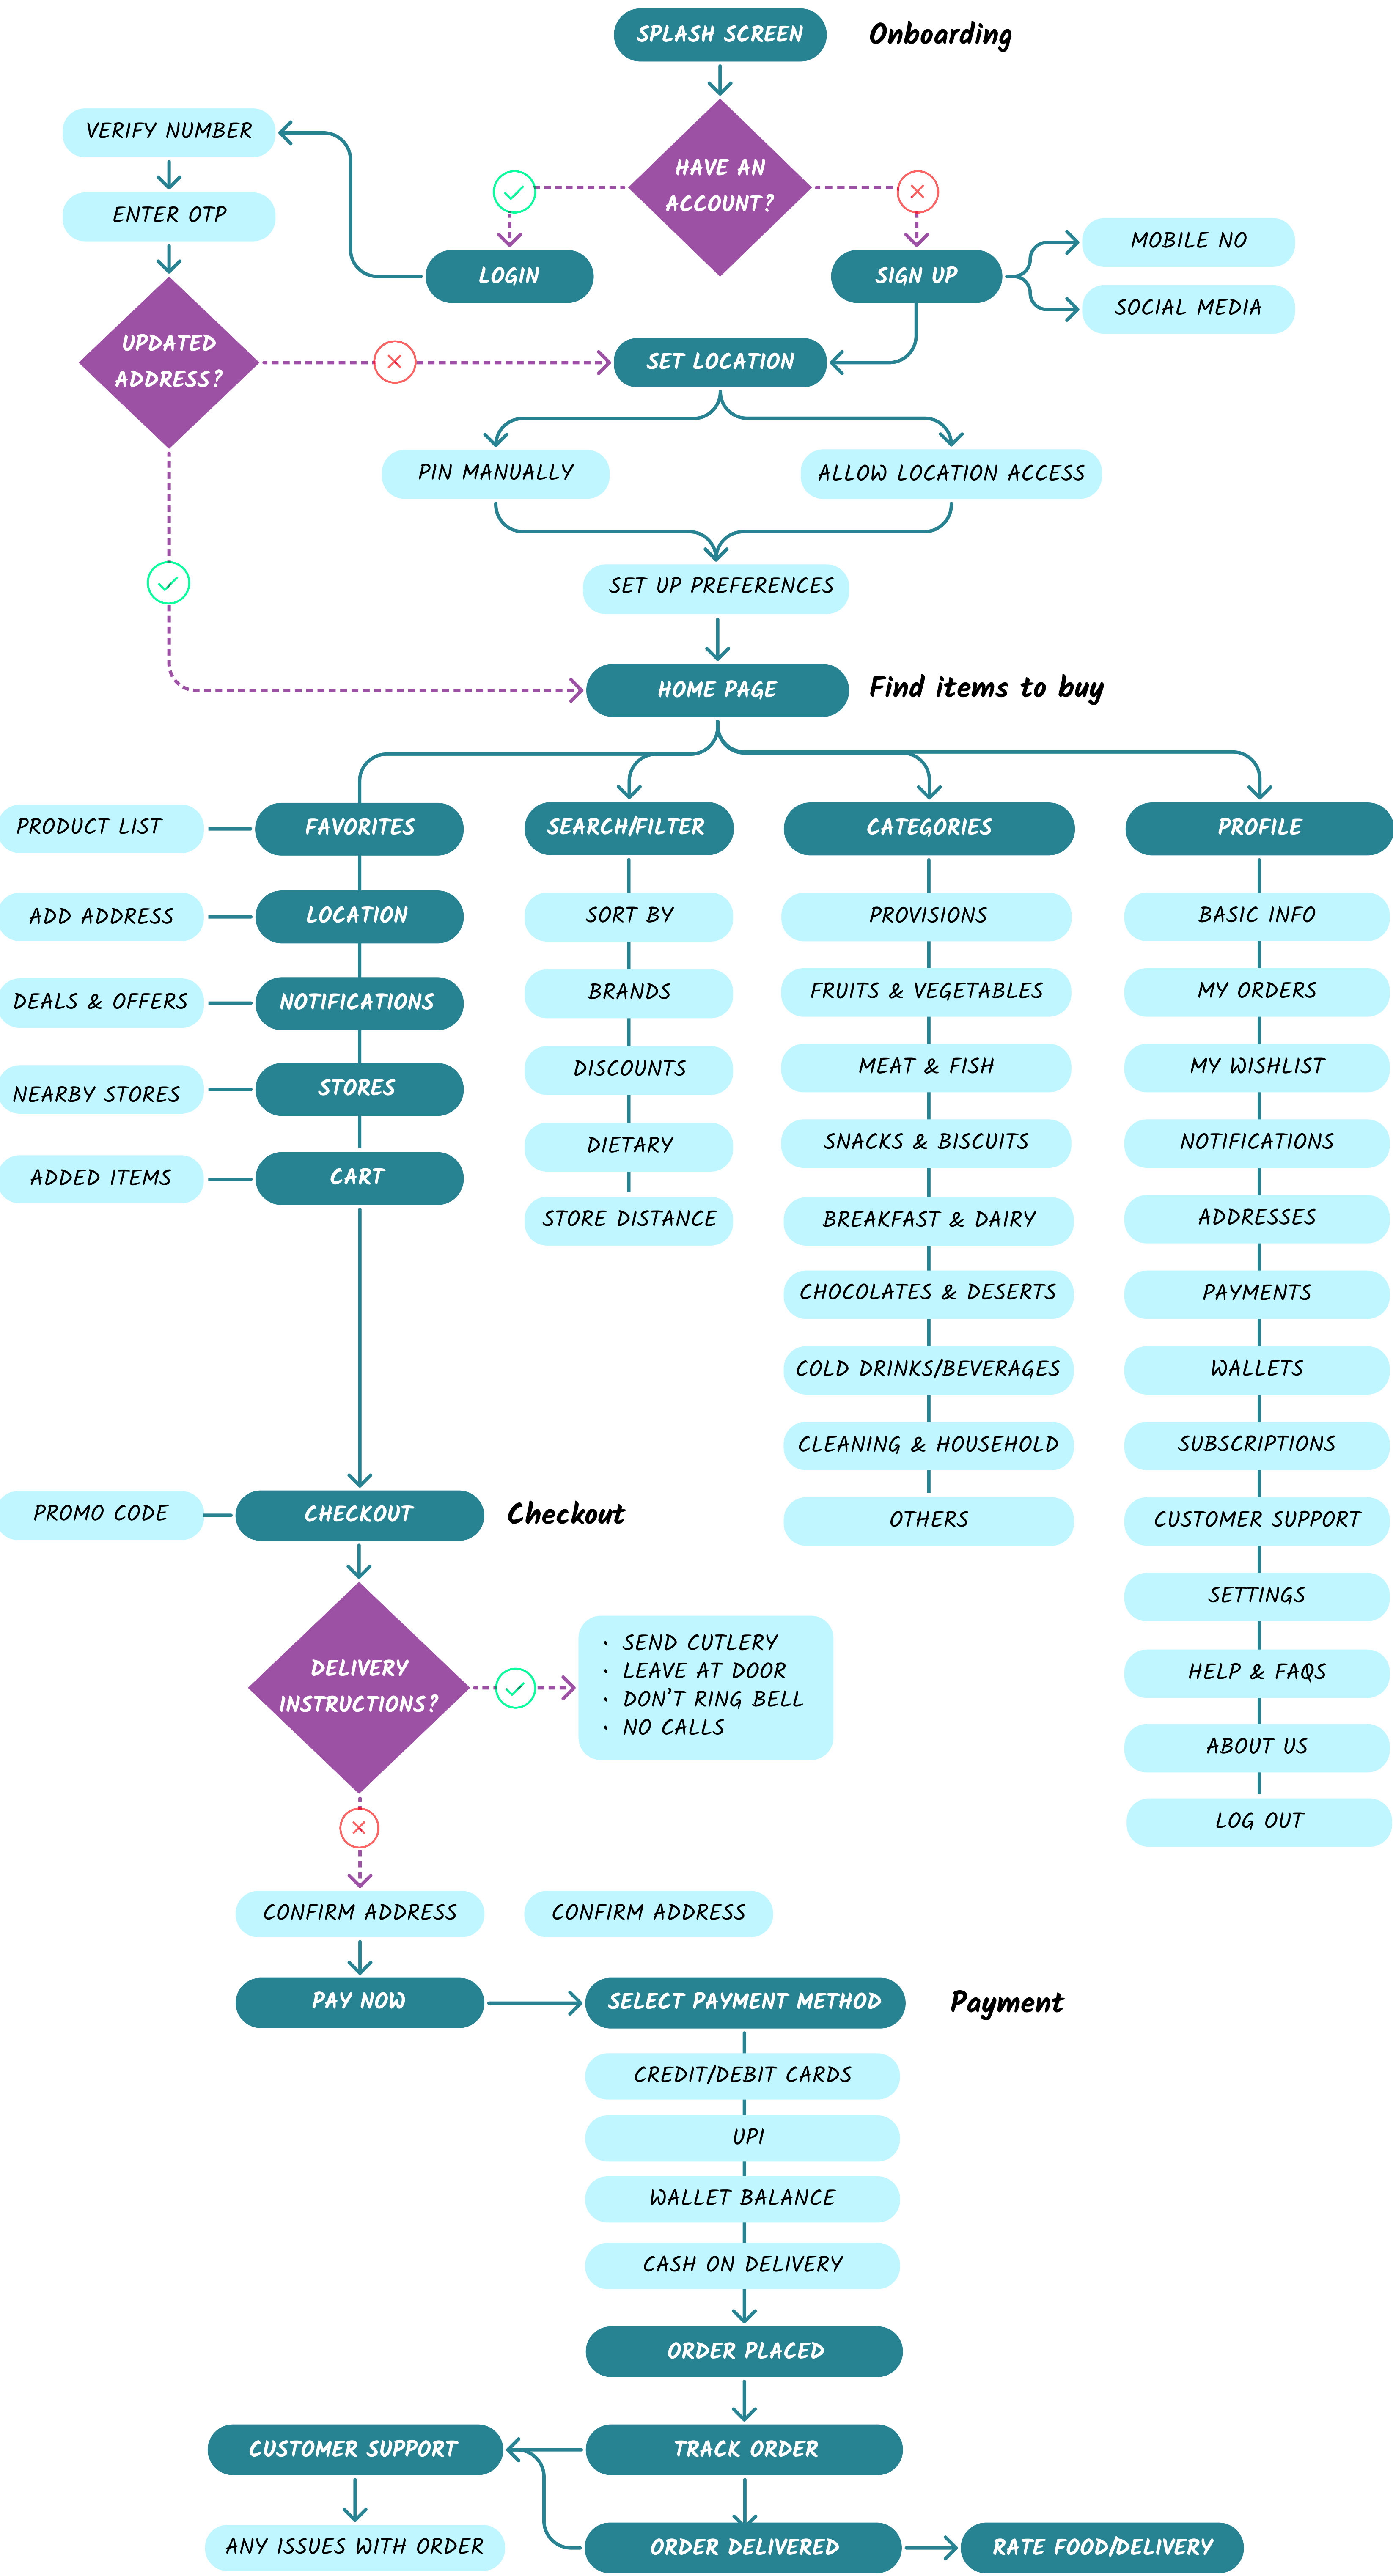 SPLASH SCREEN
Onboarding
HAVE AN
ACCOUNT?
VERIFY NUMBER
ENTER OTP
LOGIN
SIGN UP
MOBILE NO
SOCIAL MEDIA
UPDATED
ADDRESS?
SET LOCATION
PIN MANUALLY
ALLOW LOCATION ACCESS
SET UP PREFERENCES
HOME PAGE
Find items to buy
PRODUCT LIST
FAVORITES
ADD ADDRESS
LOCATION
DEALS & OFFERS
NOTIFICATIONS
NEARBY STORES
STORES
ADDED ITEMS
CART
SEARCH/FILTER
SORT BY
BRANDS
DISCOUNTS
DIETARY
STORE DISTANCE
CATEGORIES
PROVISIONS
FRUITS & VEGETABLES
MEAT & FISH
SNACKS & BISCUITS
BREAKFAST & DAIRY
CHOCOLATES & DESERTS
COLD DRINKS/BEVERAGES
CLEANING & HOUSEHOLD
OTHERS
PROFILE
BASIC INFO
MY ORDERS
MY WISHLIST
NOTIFICATIONS
ADDRESSES
PAYMENTS
WALLETS
SUBSCRIPTIONS
CUSTOMER SUPPORT
SETTINGS
HELP & FAQS
ABOUT US
LOG OUT
PROMO CODE
CHECKOUT
Checkout
DELIVERY
INSTRUCTIONS?
• SEND CUTLERY
• LEAVE AT DOOR
• DON'T RING BELL
• NO CALLS
CONFIRM ADDRESS
CONFIRM ADDRESS
PAY NOW
SELECT PAYMENT METHOD
Payment
CREDIT/DEBIT CARDS
UPI
WALLET BALANCE
CASH ON DELIVERY
ORDER PLACED
CUSTOMER SUPPORT
TRACK ORDER
ANY ISSUES WITH ORDER
ORDER DELIVERED
RATE FOOD/DELIVERY